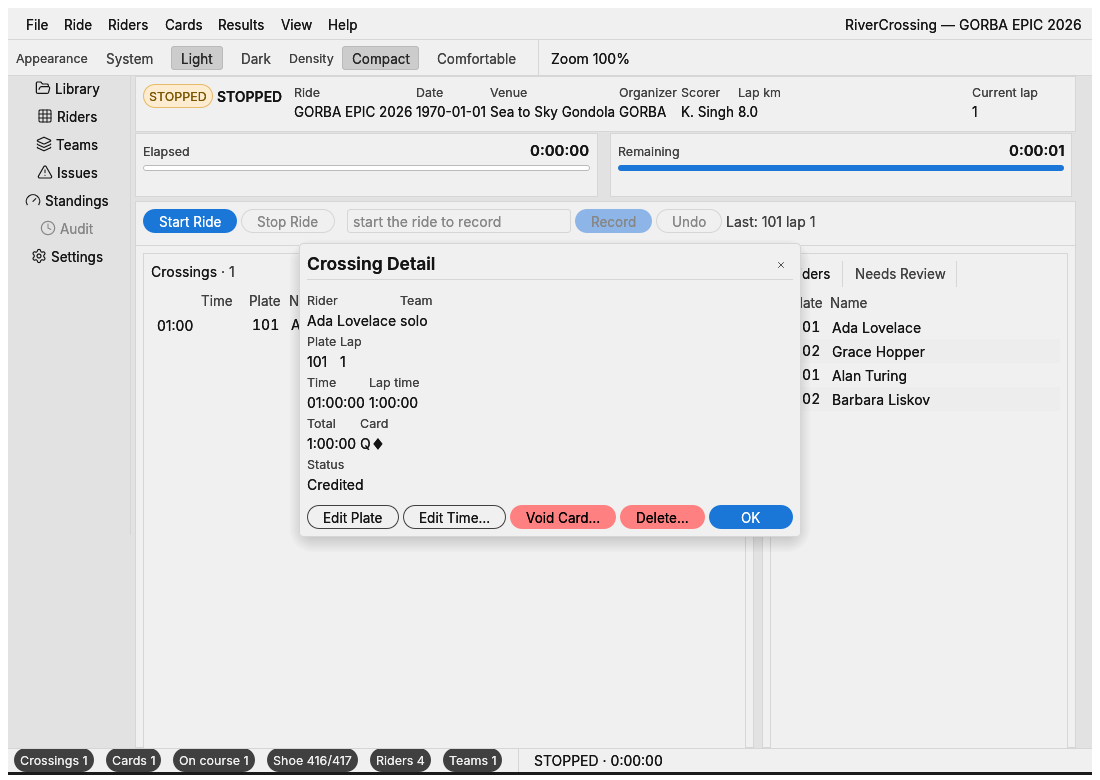 File Ride Riders Cards Results View Help RiverCrossing — GORBA EPIC 2026
Appearance System Light Dark Density Compact Comfortable Zoom 100%
Library
Riders
Teams
Issues
Standings
Audit
Settings
STOPPED STOPPED
Ride Date Venue Organizer Scorer Lap km Current lap
GORBA EPIC 2026 1970-01-01 Sea to Sky Gondola GORBA K. Singh 8.0 1
Elapsed 0:00:00
Remaining 0:00:01
Start Ride Stop Ride start the ride to record Record Undo Last: 101 lap 1
Crossings · 1
Time Plate N
01:00 101 A
Crossing Detail ×
Rider Team
Ada Lovelace solo
Plate Lap
101 1
Time Lap time
01:00:00 1:00:00
Total Card
1:00:00 Q♦
Status
Credited
Edit Plate Edit Time... Void Card... Delete... OK
ders Needs Review
late Name
01 Ada Lovelace
02 Grace Hopper
01 Alan Turing
02 Barbara Liskov
Crossings 1 Cards 1 On course 1 Shoe 416/417 Riders 4 Teams 1 STOPPED · 0:00:00